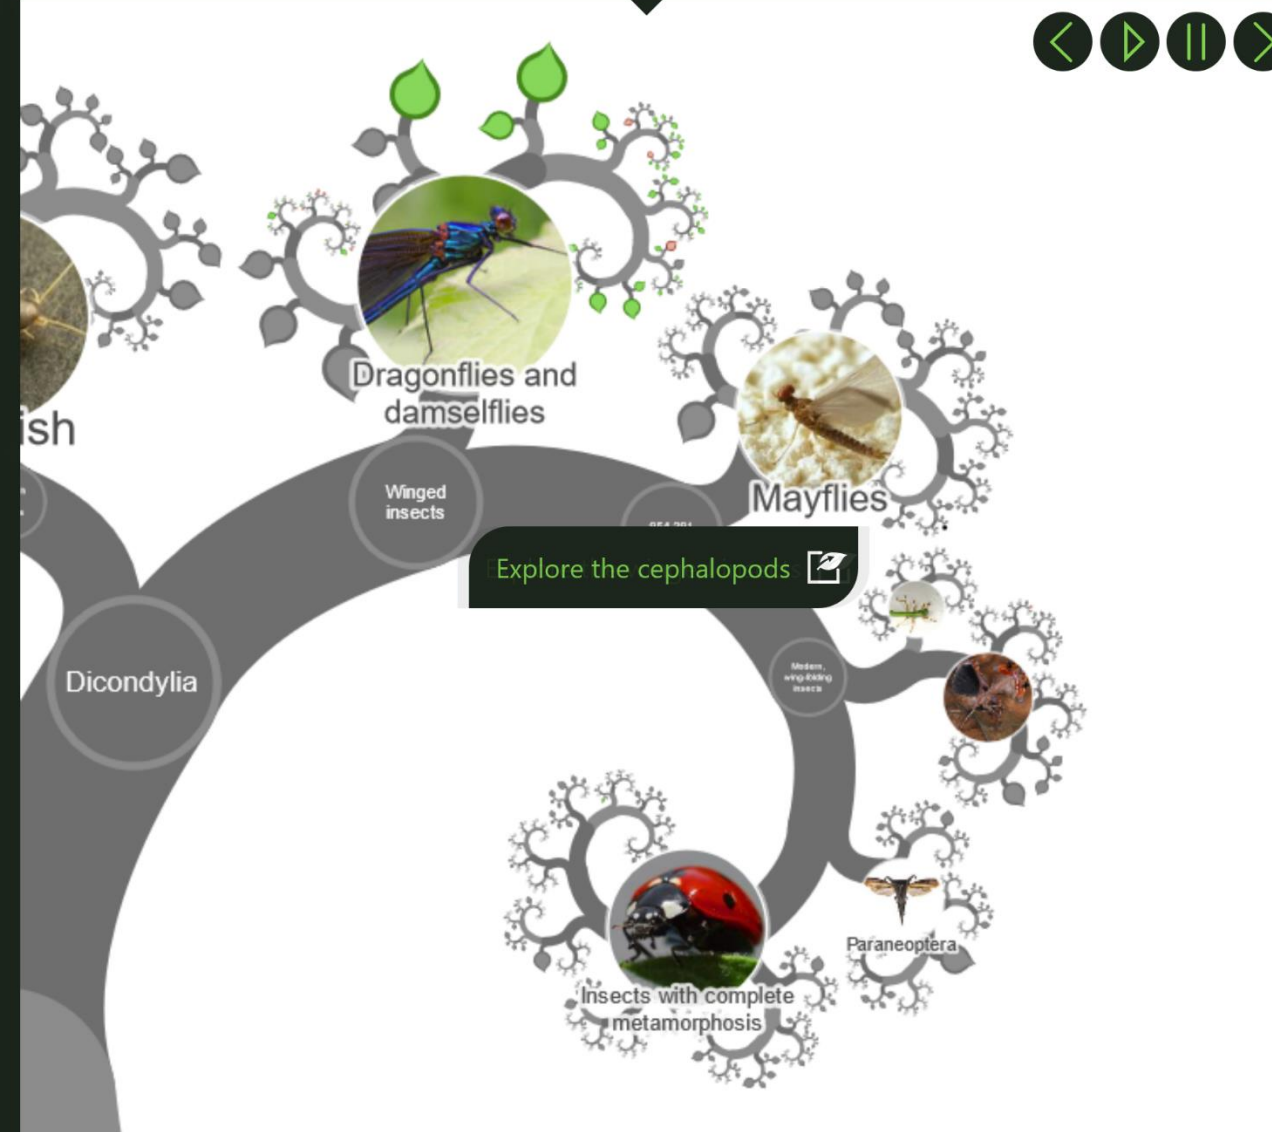 Dragonflies and
damselflies
ish
Winged
insects
Mayflies
Explore the cephalopods
Dicondylia
Modern,
wing-folding
insects
Paraneoptera
Insects with complete
metamorphosis